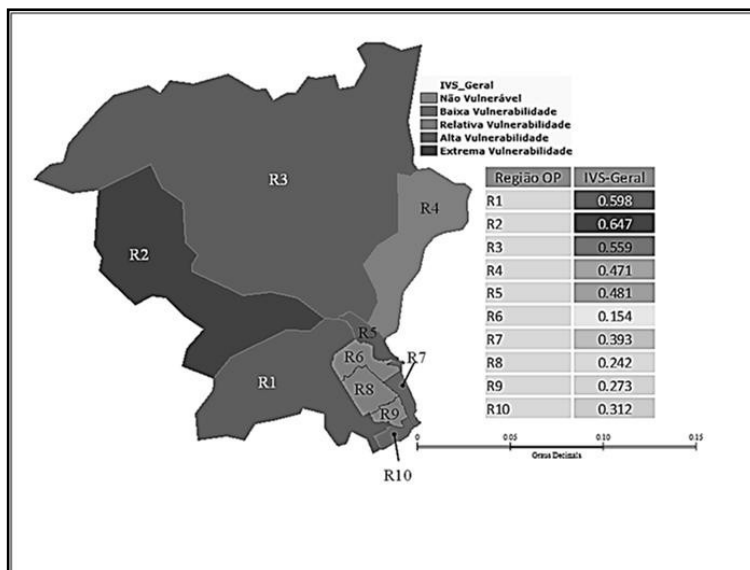 IVS_Geral
Não Vulnerável
Baixa Vulnerabilidade
Relativa Vulnerabilidade
Alta Vulnerabilidade
Extrema Vulnerabilidade
R3
R4
R2
R5
R6
R7
R1
R8
R9
R10
Região OP IVS-Geral
R1 0.598
R2 0.647
R3 0.559
R4 0.471
R5 0.481
R6 0.154
R7 0.393
R8 0.242
R9 0.273
R10 0.312
0 0.05 0.10 0.15
Graus Decimais